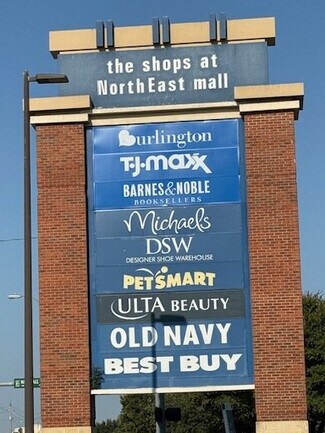 the shops at
NorthEast mall
Burlington
T·J·maxx
BARNES & NOBLE
BOOKSELLERS
Michaels
DSW
DESIGNER SHOE WAREHOUSE
PETSMART
ULTA BEAUTY
OLD NAVY
BEST BUY